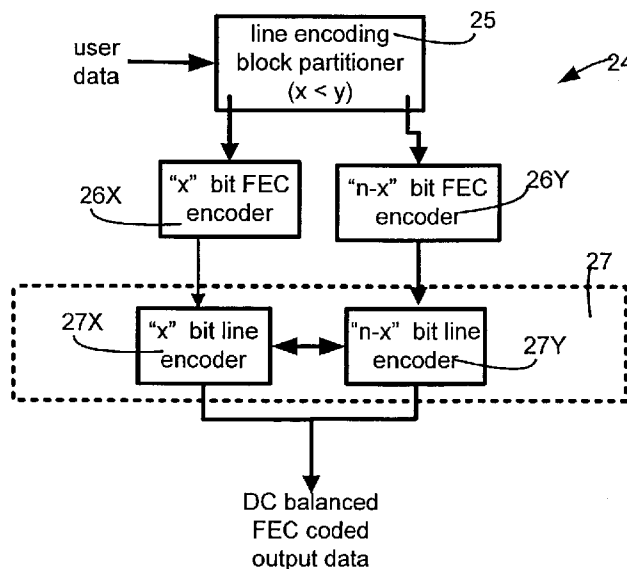 25
line encoding
block partitioner
(x < y)
user
data
24
26X
"x" bit FEC
encoder
"n-x" bit FEC
encoder
26Y
27
27X
"x" bit line
encoder
"n-x" bit line
encoder
27Y
DC balanced
FEC coded
output data